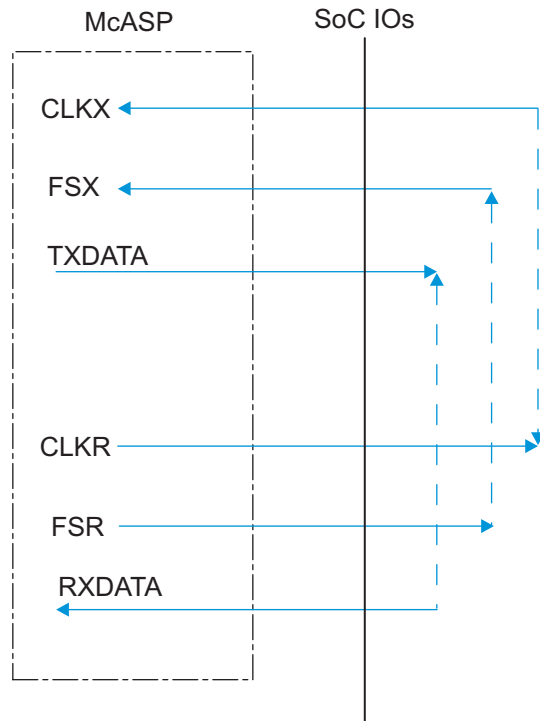 McASP
SoC IOs
CLKX
FSX
TXDATA
CLKR
FSR
RXDATA